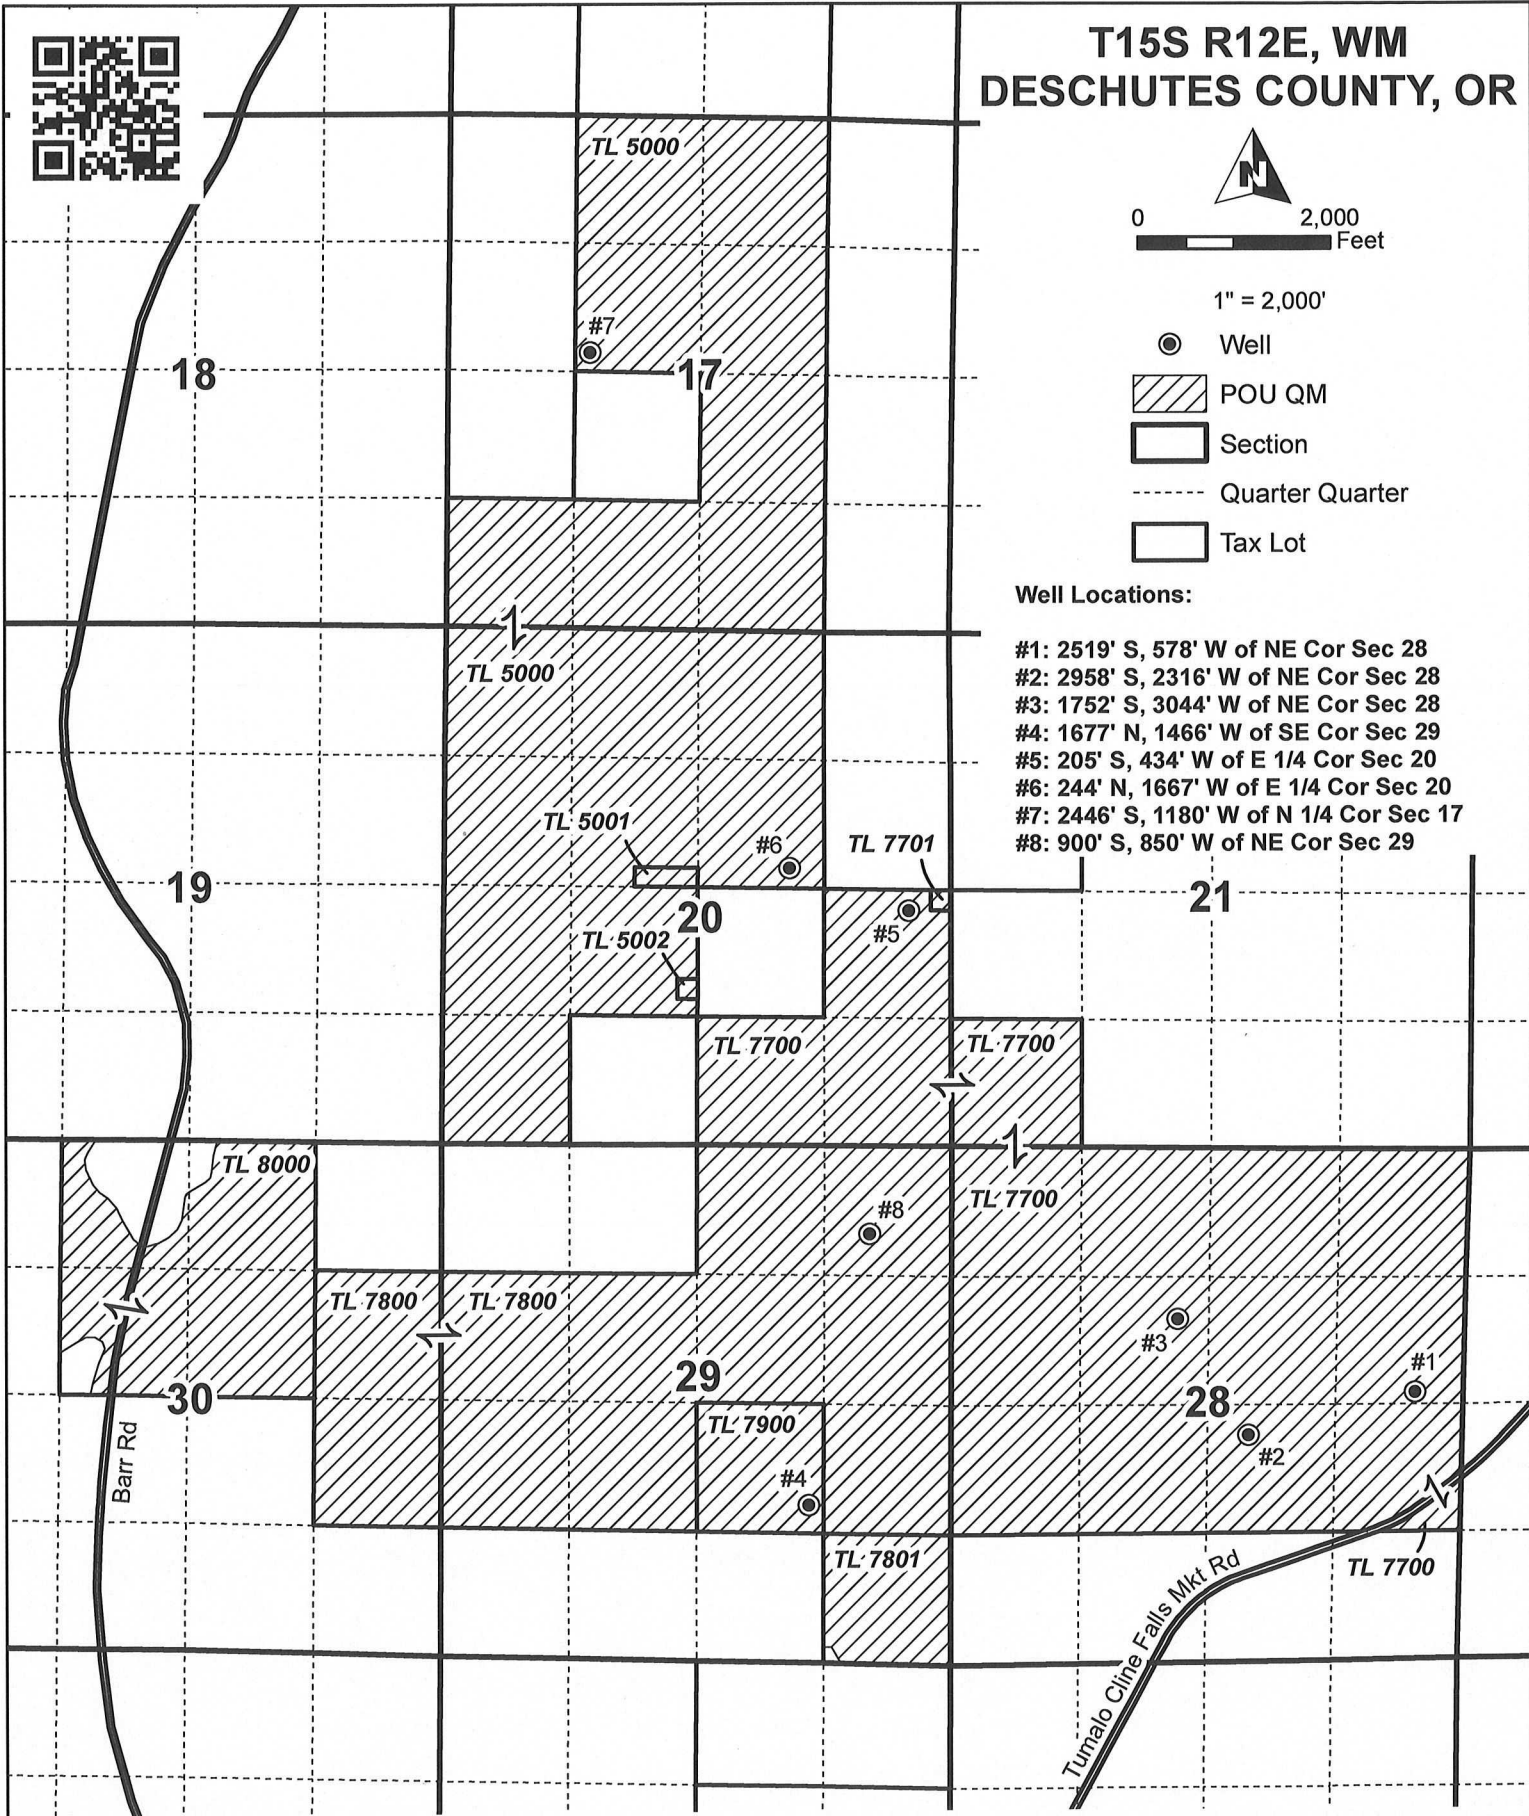 T15S R12E, WM
DESCHUTES COUNTY, OR
N
0 2,000
Feet
1" = 2,000'
Well
POU QM
Section
Quarter Quarter
Tax Lot
Well Locations:
#1: 2519' S, 578' W of NE Cor Sec 28
#2: 2958' S, 2316' W of NE Cor Sec 28
#3: 1752' S, 3044' W of NE Cor Sec 28
#4: 1677' N, 1466' W of SE Cor Sec 29
#5: 205' S, 434' W of E 1/4 Cor Sec 20
#6: 244' N, 1667' W of E 1/4 Cor Sec 20
#7: 2446' S, 1180' W of N 1/4 Cor Sec 17
#8: 900' S, 850' W of NE Cor Sec 29
TL 5000
#7
18
17
TL 5000
TL 5001
#6
TL 7701
19
20
21
#5
TL 5002
TL 7700
TL 7700
TL 8000
TL 7700
#8
TL 7800
TL 7800
#3
#1
29
30
28
TL 7900
#2
#4
Barr Rd
TL 7801
TL 7700
Tumalo Cline Falls Mkt Rd